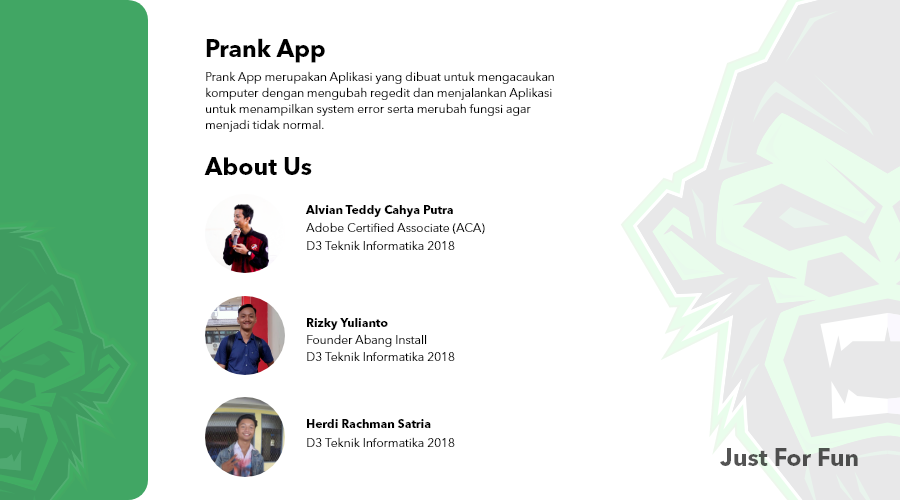 Prank App
Prank App merupakan Aplikasi yang dibuat untuk mengacaukan
komputer dengan mengubah regedit dan menjalankan Aplikasi
untuk menampilkan system error serta merubah fungsi agar
menjadi tidak normal.
About Us
Alvian Teddy Cahya Putra
Adobe Certified Associate (ACA)
D3 Teknik Informatika 2018
Rizky Yulianto
Founder Abang Install
D3 Teknik Informatika 2018
Herdi Rachman Satria
D3 Teknik Informatika 2018
Just For Fun